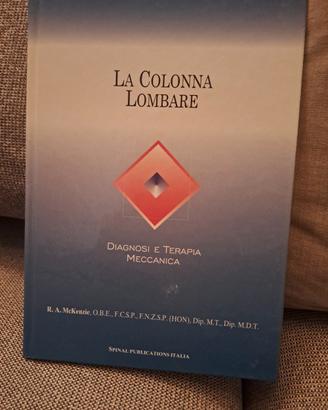 LA COLONNA
LOMBARE
DIAGNOSI E TERAPIA
MECCANICA
R. A. McKenzie, O.B.E., F.C.S.P., F.N.Z.S.P. (HON), Dip. M.T., Dip. M.D.T.
SPINAL PUBLICATIONS ITALIA